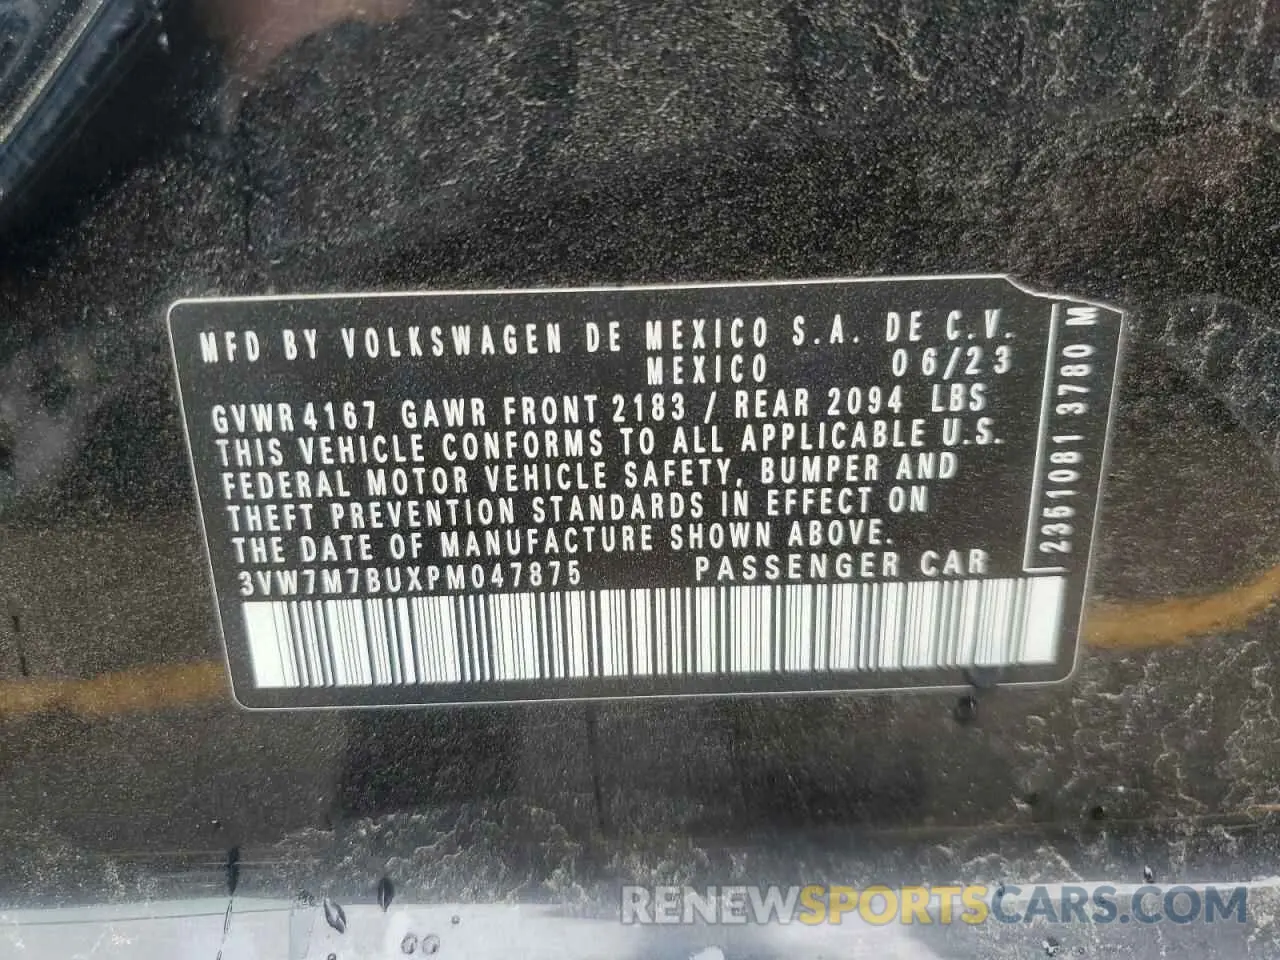 MFD BY VOLKSWAGEN DE MEXICO S.A. DE C.V.
MEXICO 06/23
GVWR 4167 GAWR FRONT 2183 / REAR 2094 LBS
THIS VEHICLE CONFORMS TO ALL APPLICABLE U.S.
FEDERAL MOTOR VEHICLE SAFETY, BUMPER AND
THEFT PREVENTION STANDARDS IN EFFECT ON
THE DATE OF MANUFACTURE SHOWN ABOVE.
3VW7M7BUXPM047875 PASSENGER CAR
2351081 3780 M
RENEWSPORTSCARS.COM